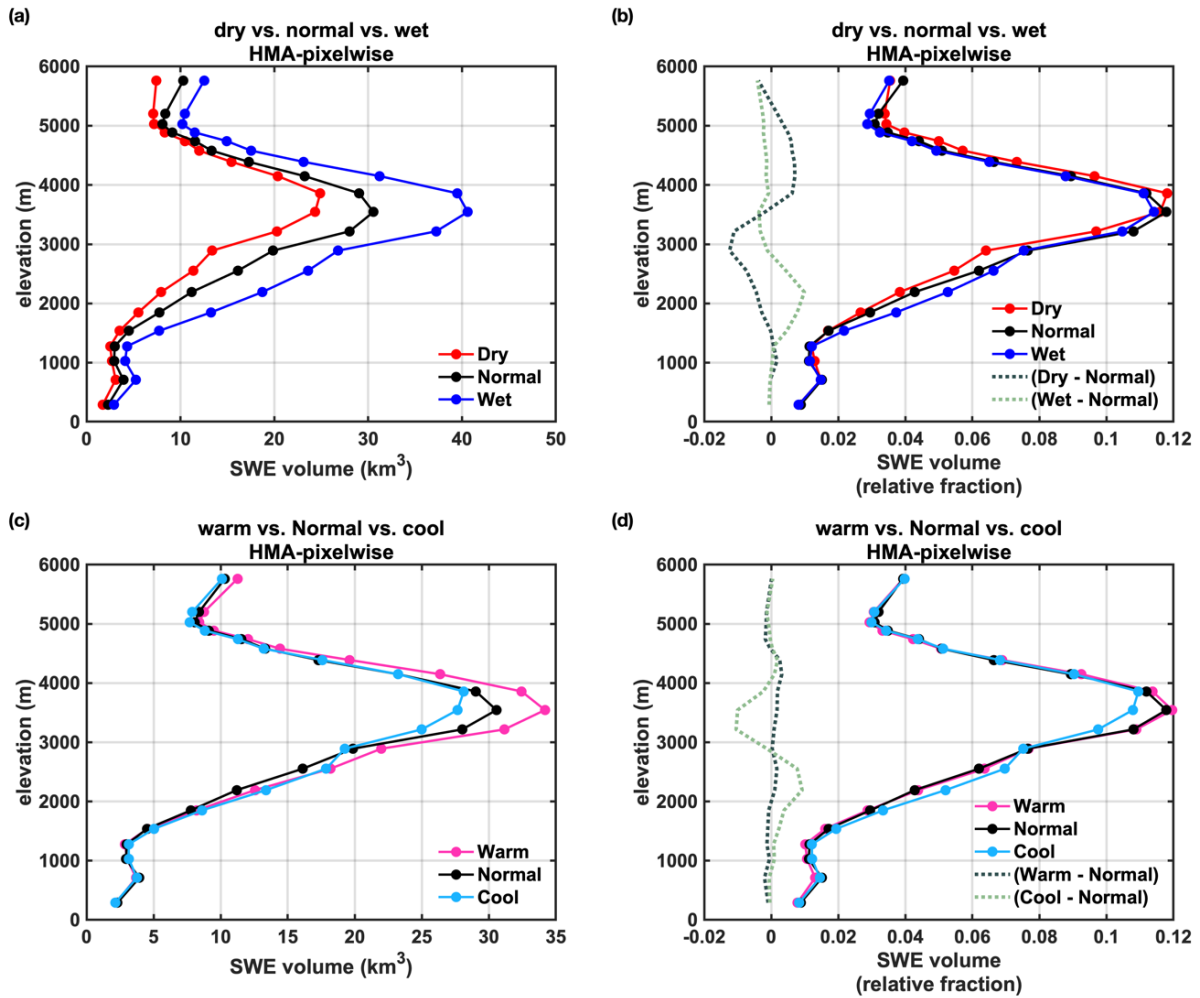 (a)
dry vs. normal vs. wet
HMA-pixelwise
6000
5000
4000
3000
2000
1000
0
elevation (m)
0 10 20 30 40 50
SWE volume (km³)
Dry
Normal
Wet
(b)
dry vs. normal vs. wet
HMA-pixelwise
6000
5000
4000
3000
2000
1000
0
elevation (m)
-0.02 0 0.02 0.04 0.06 0.08 0.1 0.12
SWE volume
(relative fraction)
Dry
Normal
Wet
(Dry - Normal)
(Wet - Normal)
(c)
warm vs. Normal vs. cool
HMA-pixelwise
6000
5000
4000
3000
2000
1000
0
elevation (m)
0 5 10 15 20 25 30 35
SWE volume (km³)
Warm
Normal
Cool
(d)
warm vs. Normal vs. cool
HMA-pixelwise
6000
5000
4000
3000
2000
1000
0
elevation (m)
-0.02 0 0.02 0.04 0.06 0.08 0.1 0.12
SWE volume
(relative fraction)
Warm
Normal
Cool
(Warm - Normal)
(Cool - Normal)